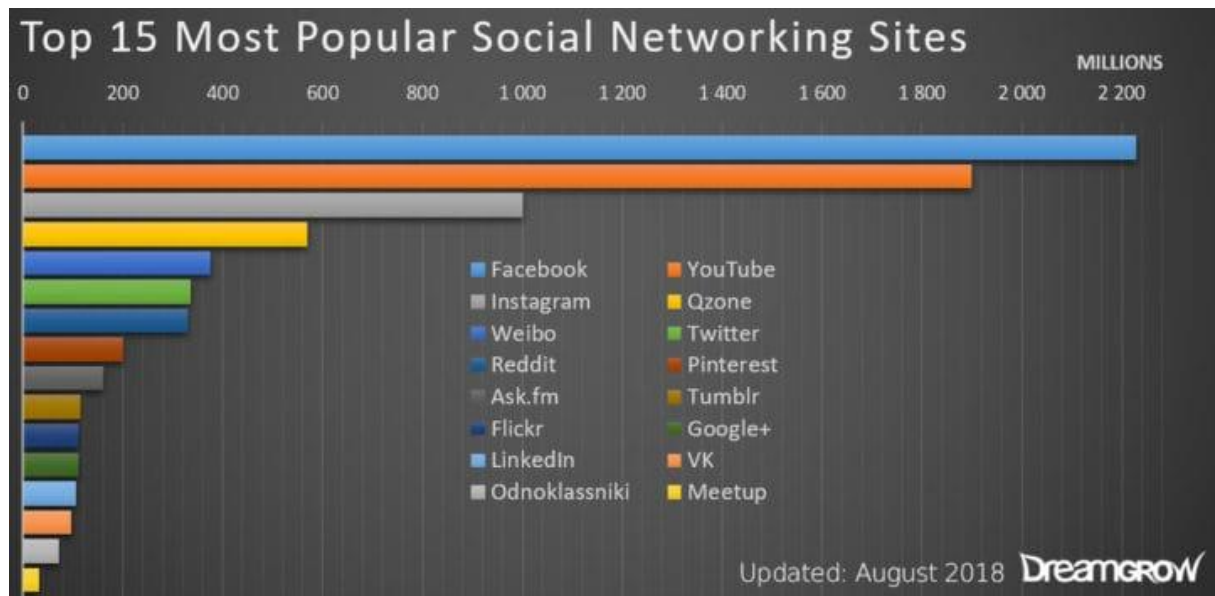 Top 15 Most Popular Social Networking Sites
MILLIONS
0 200 400 600 800 1 000 1 200 1 400 1 600 1 800 2 000 2 200
Facebook YouTube
Instagram Qzone
Weibo Twitter
Reddit Pinterest
Ask.fm Tumblr
Flickr Google+
LinkedIn VK
Odnoklassniki Meetup
Updated: August 2018 DreamGROW